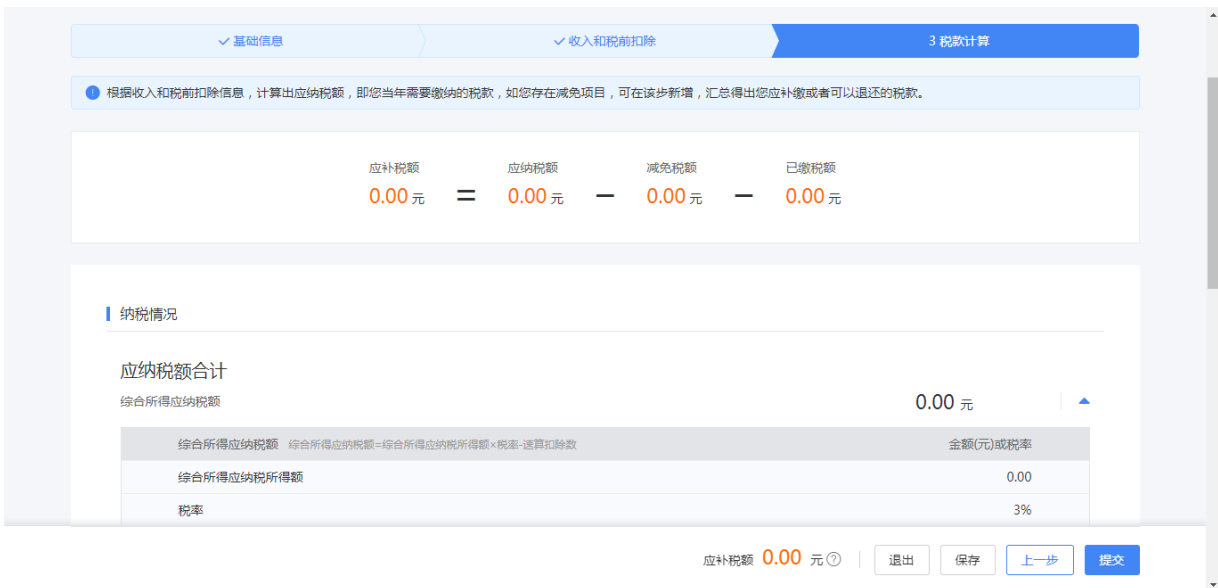 ✓ 基础信息 ✓ 收入和税前扣除 3 税款计算
根据收入和税前扣除信息，计算出应纳税额，即您当年需要缴纳的税款，如您存在减免项目，可在该步新增，汇总得出您应补缴或者可以退还的税款。
应补税额 应纳税额 减免税额 已缴税额
0.00 元 = 0.00 元 — 0.00 元 — 0.00 元
纳税情况
应纳税额合计
综合所得应纳税额 0.00 元
综合所得应纳税额 综合所得应纳税额=综合所得应纳税所得额×税率-速算扣除数 金额(元)或税率
综合所得应纳税所得额 0.00
税率 3%
应补税额 0.00 元 ? 退出 保存 上一步 提交